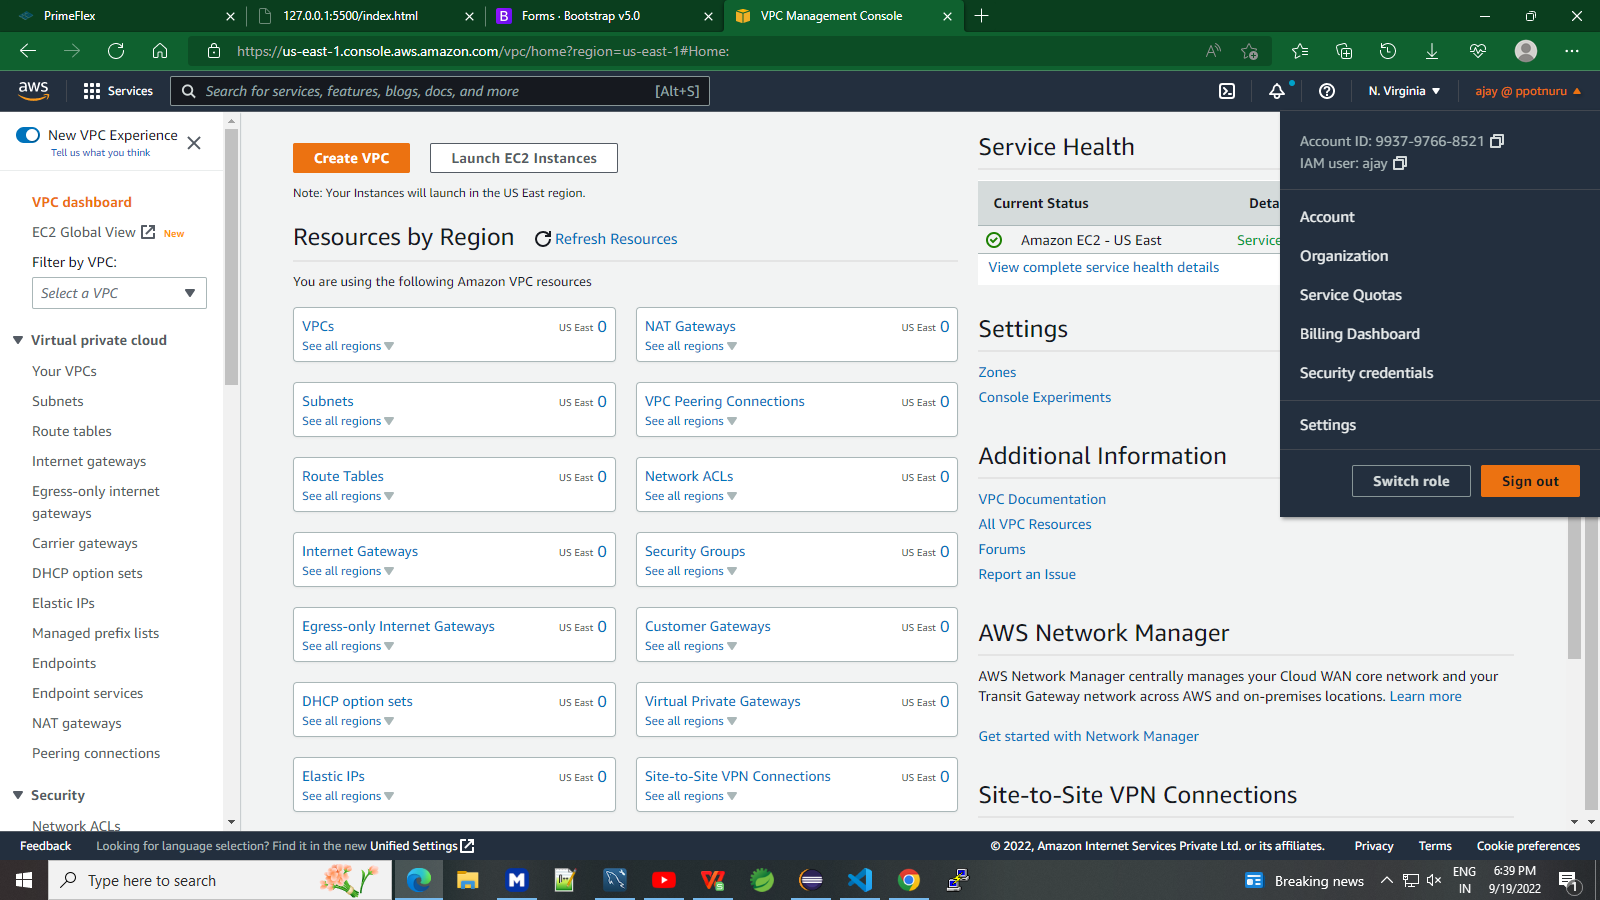 PrimeFlex
127.0.0.1:5500/index.html
B Forms · Bootstrap v5.0
VPC Management Console
https://us-east-1.console.aws.amazon.com/vpc/home?region=us-east-1#Home:
aws
Services
Search for services, features, blogs, docs, and more [Alt+S]
N. Virginia
ajay @ ppotnuru
New VPC Experience
Tell us what you think
VPC dashboard
EC2 Global View New
Filter by VPC:
Select a VPC
Virtual private cloud
Your VPCs
Subnets
Route tables
Internet gateways
Egress-only internet
gateways
Carrier gateways
DHCP option sets
Elastic IPs
Managed prefix lists
Endpoints
Endpoint services
NAT gateways
Peering connections
Security
Network ACLs
Create VPC
Launch EC2 Instances
Note: Your Instances will launch in the US East region.
Resources by Region
Refresh Resources
You are using the following Amazon VPC resources
VPCs US East 0
See all regions
NAT Gateways US East 0
See all regions
Subnets US East 0
See all regions
VPC Peering Connections US East 0
See all regions
Route Tables US East 0
See all regions
Network ACLs US East 0
See all regions
Internet Gateways US East 0
See all regions
Security Groups US East 0
See all regions
Egress-only Internet Gateways US East 0
See all regions
Customer Gateways US East 0
See all regions
DHCP option sets US East 0
See all regions
Virtual Private Gateways US East 0
See all regions
Elastic IPs US East 0
See all regions
Site-to-Site VPN Connections US East 0
See all regions
Service Health
Current Status Deta
Amazon EC2 - US East Service
View complete service health details
Settings
Zones
Console Experiments
Additional Information
VPC Documentation
All VPC Resources
Forums
Report an Issue
AWS Network Manager
AWS Network Manager centrally manages your Cloud WAN core network and your
Transit Gateway network across AWS and on-premises locations. Learn more
Get started with Network Manager
Site-to-Site VPN Connections
Account ID: 9937-9766-8521
IAM user: ajay
Account
Organization
Service Quotas
Billing Dashboard
Security credentials
Settings
Switch role
Sign out
Feedback
Looking for language selection? Find it in the new Unified Settings
© 2022, Amazon Internet Services Private Ltd. or its affiliates.
Privacy
Terms
Cookie preferences
Type here to search
Breaking news
ENG
IN
6:39 PM
9/19/2022
1